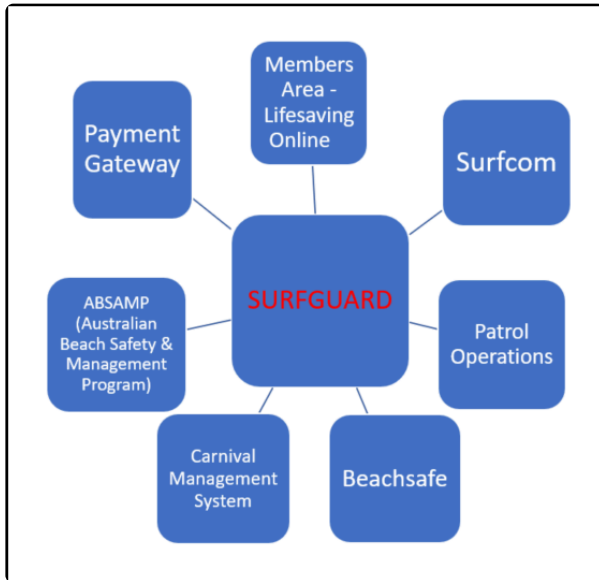 Members
Area -
Lifesaving
Online
Payment
Gateway
Surfcom
SURFGUARD
ABSAMP
(Australian
Beach Safety &
Management
Program)
Patrol
Operations
Carnival
Management
System
Beachsafe